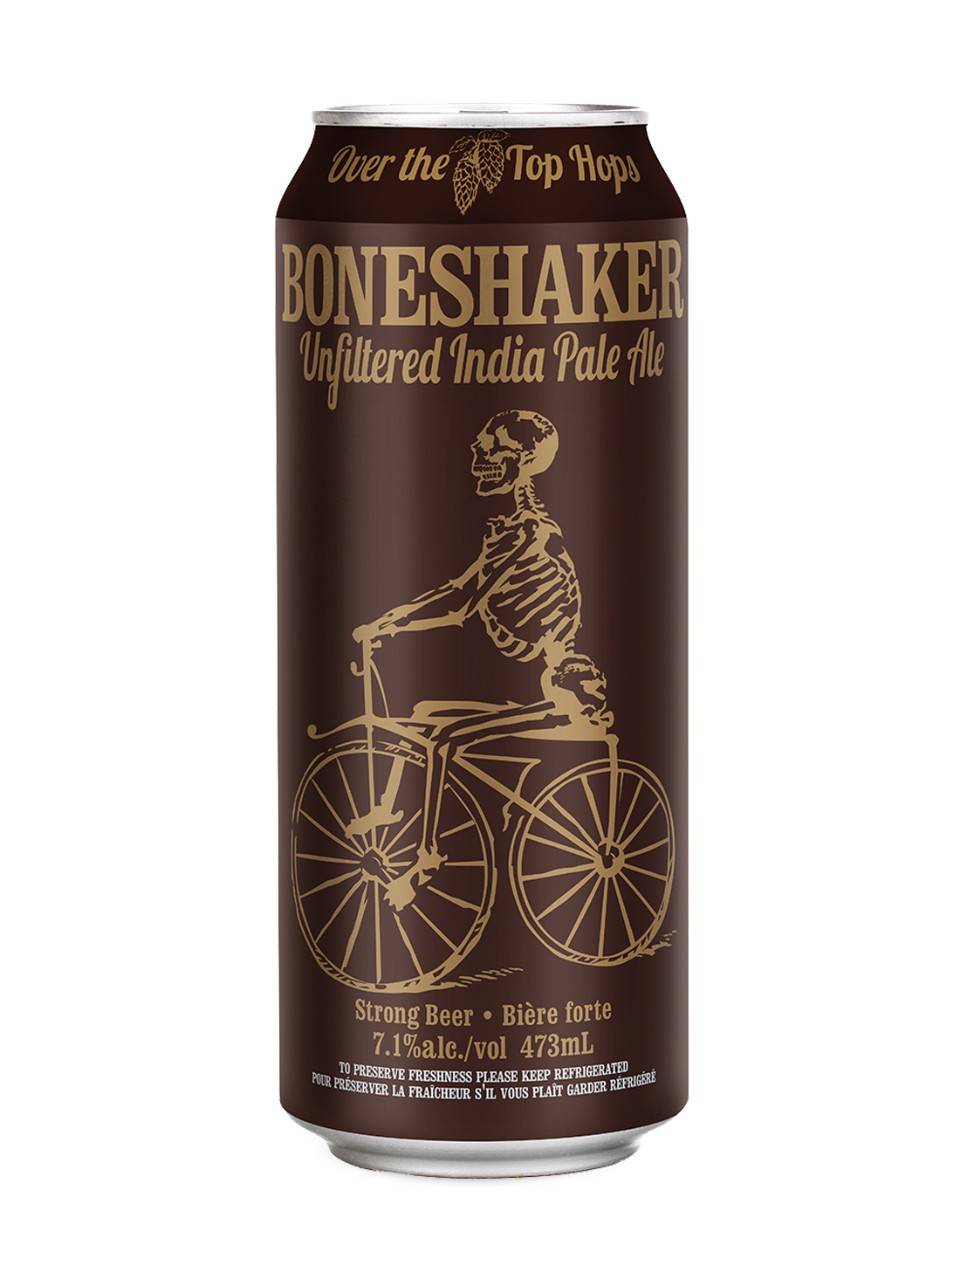 Over the Top Hops
BONESHAKER
Unfiltered India Pale Ale
Strong Beer • Bière forte
7.1%alc./vol 473mL
TO PRESERVE FRESHNESS PLEASE KEEP REFRIGERATED
POUR PRÉSERVER LA FRAÎCHEUR S'IL VOUS PLAÎT GARDER RÉFRIGÉRÉ